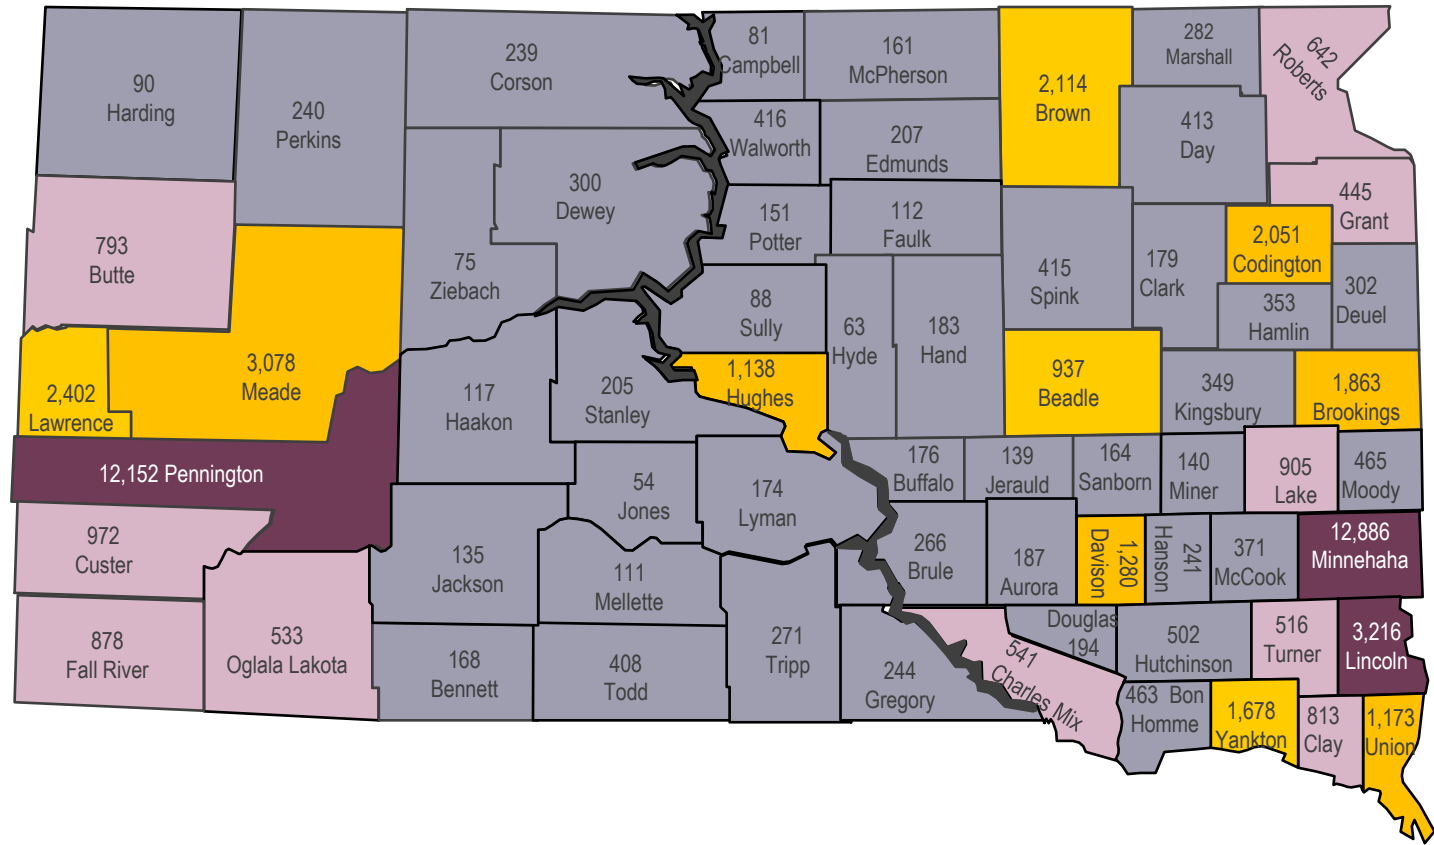 90
Harding
240
Perkins
239
Corson
81
Campbell
161
McPherson
2,114
Brown
282
Marshall
642
Roberts
416
Walworth
207
Edmunds
413
Day
300
Dewey
445
Grant
793
Butte
75
Ziebach
151
Potter
112
Faulk
415
Spink
179
Clark
2,051
Codington
302
Deuel
353
Hamlin
88
Sully
63
Hyde
183
Hand
2,402
Lawrence
3,078
Meade
117
Haakon
205
Stanley
1,138
Hughes
937
Beadle
349
Kingsbury
1,863
Brookings
12,152 Pennington
54
Jones
174
Lyman
176
Buffalo
139
Jerauld
164
Sanborn
140
Miner
905
Lake
465
Moody
972
Custer
135
Jackson
111
Mellette
266
Brule
187
Aurora
1,280
Davison
241
Hanson
371
McCook
12,886
Minnehaha
878
Fall River
533
Oglala Lakota
168
Bennett
408
Todd
271
Tripp
244
Gregory
541
Charles Mix
Douglas
194
502
Hutchinson
516
Turner
3,216
Lincoln
463 Bon
Homme
1,678
Yankton
813
Clay
1,173
Union